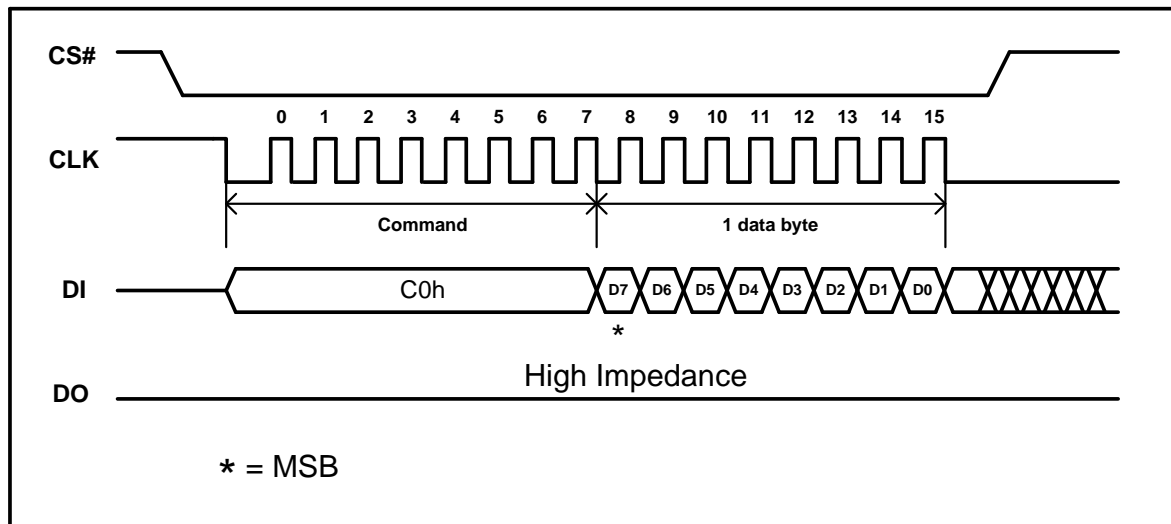 CS#
0 1 2 3 4 5 6 7 8 9 10 11 12 13 14 15
CLK
Command 1 data byte
DI C0h D7 D6 D5 D4 D3 D2 D1 D0
*
High Impedance
DO
* = MSB